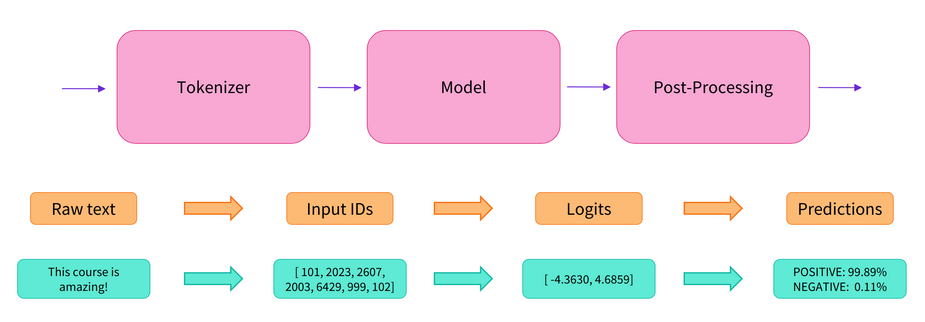 Tokenizer
Model
Post-Processing
Raw text
Input IDs
Logits
Predictions
This course is
amazing!
[ 101, 2023, 2607,
2003, 6429, 999, 102]
[ -4.3630, 4.6859]
POSITIVE: 99.89%
NEGATIVE: 0.11%